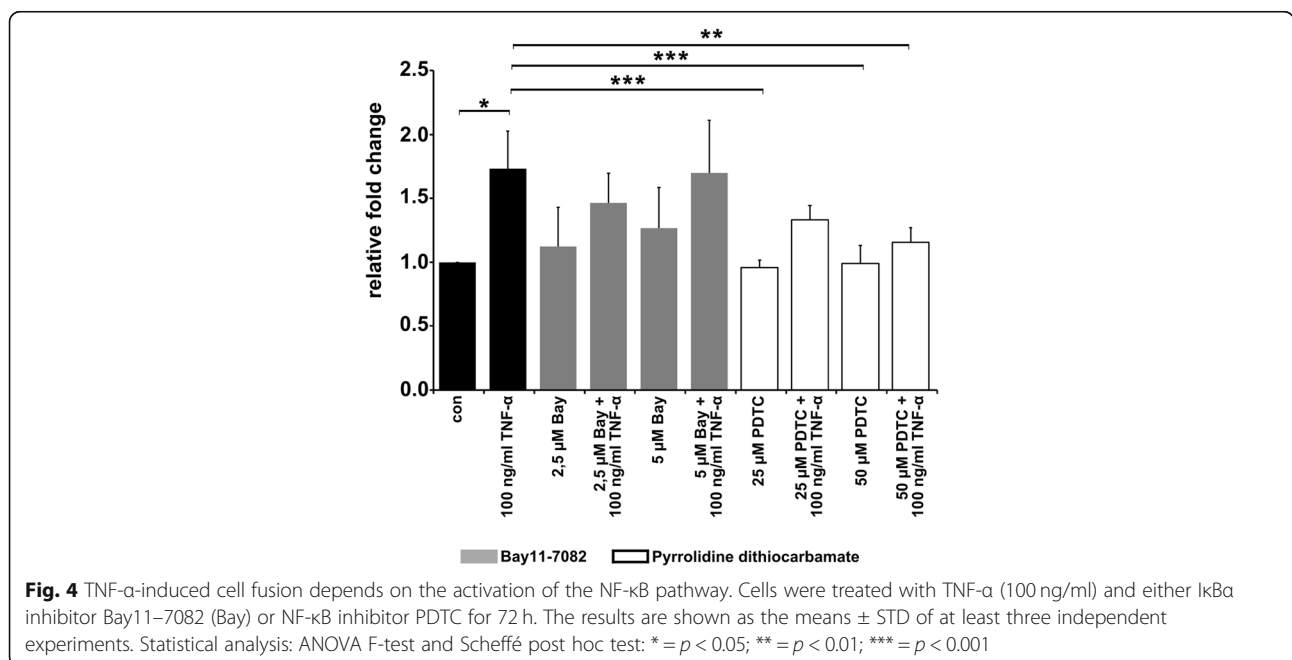 **
***
***
*
2.5
2.0
1.5
1.0
0.5
0.0
relative fold change
con
100 ng/ml TNF-α
2,5 µM Bay
2,5 µM Bay +
100 ng/ml TNF-α
5 µM Bay
5 µM Bay +
100 ng/ml TNF-α
25 µM PDTC
25 µM PDTC +
100 ng/ml TNF-α
50 µM PDTC
50 µM PDTC +
100 ng/ml TNF-α
Bay11-7082 Pyrrolidine dithiocarbamate
Fig. 4 TNF-α-induced cell fusion depends on the activation of the NF-κB pathway. Cells were treated with TNF-α (100 ng/ml) and either IκBα
inhibitor Bay11–7082 (Bay) or NF-κB inhibitor PDTC for 72 h. The results are shown as the means ± STD of at least three independent
experiments. Statistical analysis: ANOVA F-test and Scheffé post hoc test: * = p < 0.05; ** = p < 0.01; *** = p < 0.001